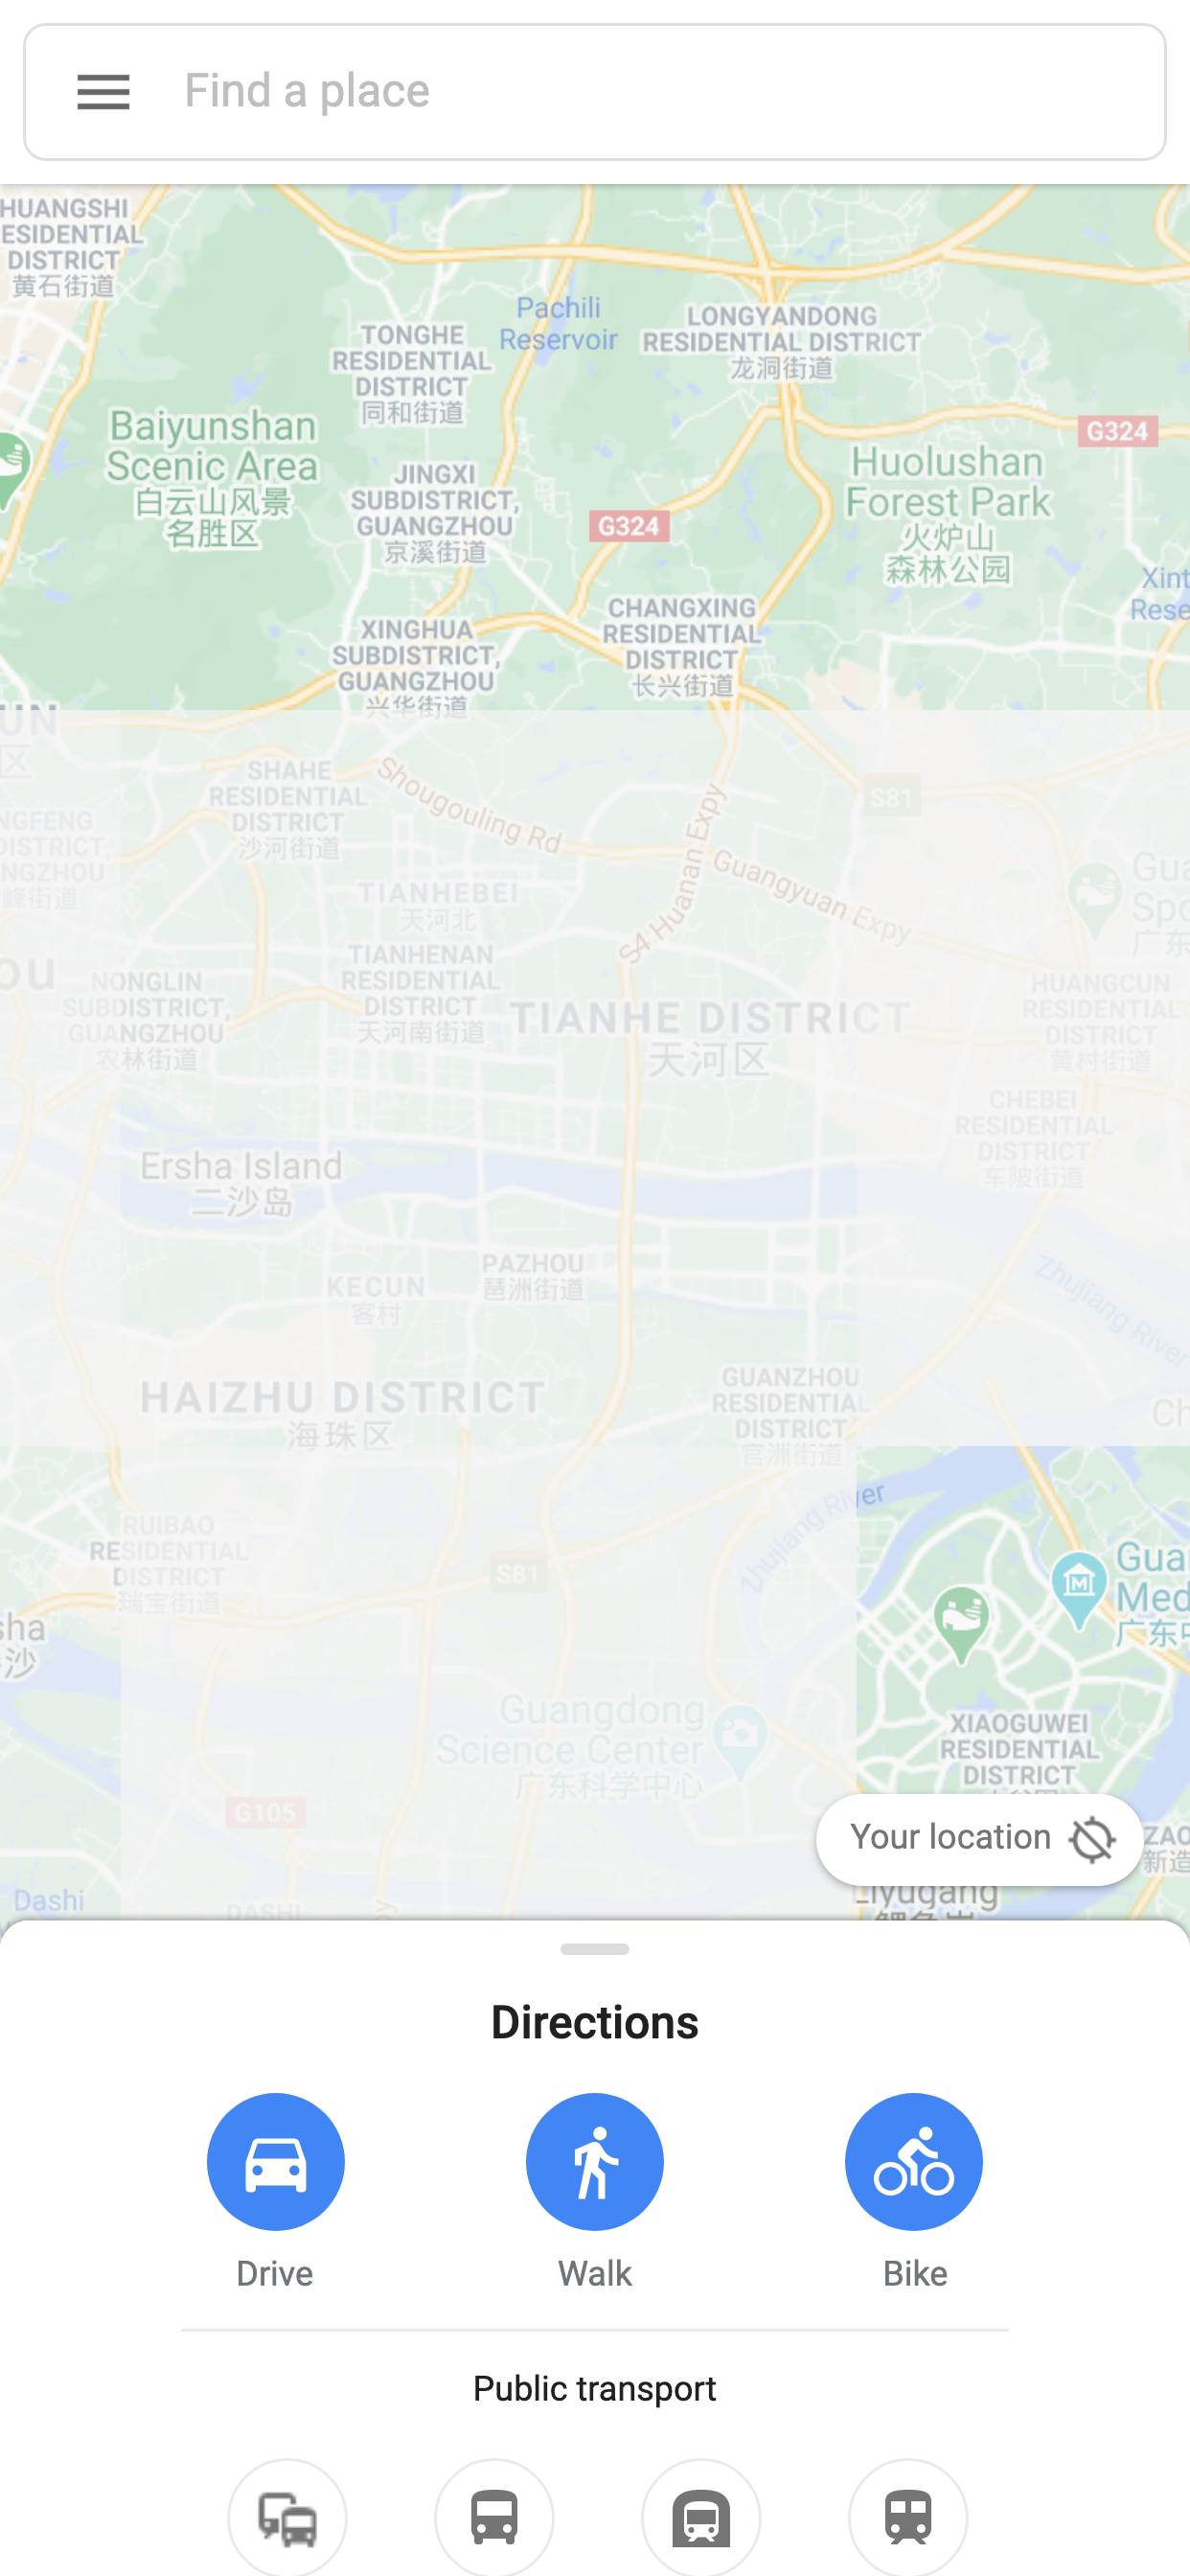 Find a place
HUANGSHI
DISTRICT
黄石街道
Pachili
Reservoir
TONGHE
RESIDENTIAL
DISTRICT
同和街道
LONGYANDONG
RESIDENTIAL DISTRICT
龙洞街道
Baiyunshan
Scenic Area
白云山风景
名胜区
G324
Huolushan
Forest Park
火炉山
森林公园
JINGXI
SUBDISTRICT,
GUANGZHOU
京溪街道
G324
XINGHUA
SUBDISTRICT,
GUANGZHOU
兴华街道
CHANGXING
RESIDENTIAL
DISTRICT
长兴街道
SHAHE
RESIDENTIAL
DISTRICT
沙河街道
Shougouling Rd
S81
S4 Huanan Expy
Guangyuan Expy
TIANHEBEI
天河北
TIANHENAN
RESIDENTIAL
DISTRICT
天河南街道
NONGLIN
SUBDISTRICT,
GUANGZHOU
农林街道
TIANHE DISTRICT
天河区
HUANGCUN
RESIDENTIAL
DISTRICT
黄村街道
CHEBEI
RESIDENTIAL
DISTRICT
车陂街道
Ersha Island
二沙岛
PAZHOU
琶洲街道
KECUN
客村
Zhujiang River
HAIZHU DISTRICT
海珠区
GUANZHOU
RESIDENTIAL
DISTRICT
官洲街道
Zhujiang River
RUIBAO
RESIDENTIAL
DISTRICT
瑞宝街道
S81
Guangdong
Science Center
广东科学中心
XIAOGUWEI
RESIDENTIAL
DISTRICT
G105
Your location
新造
Dashi
DASHI
Directions
Drive
Walk
Bike
Public transport